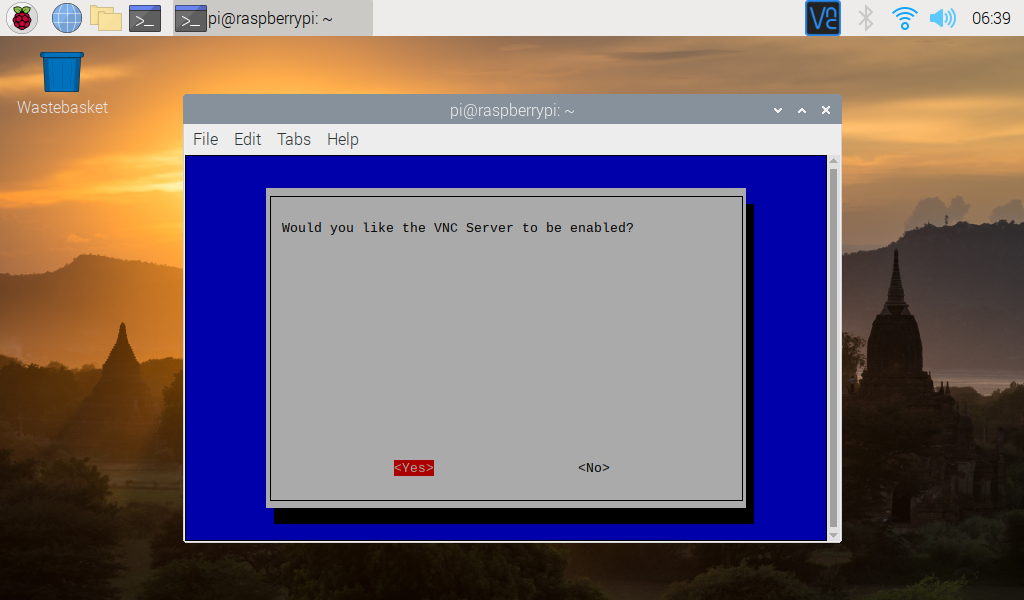 pi@raspberrypi: ~
06:39
Wastebasket
pi@raspberrypi: ~
File Edit Tabs Help
Would you like the VNC Server to be enabled?
<Yes> <No>